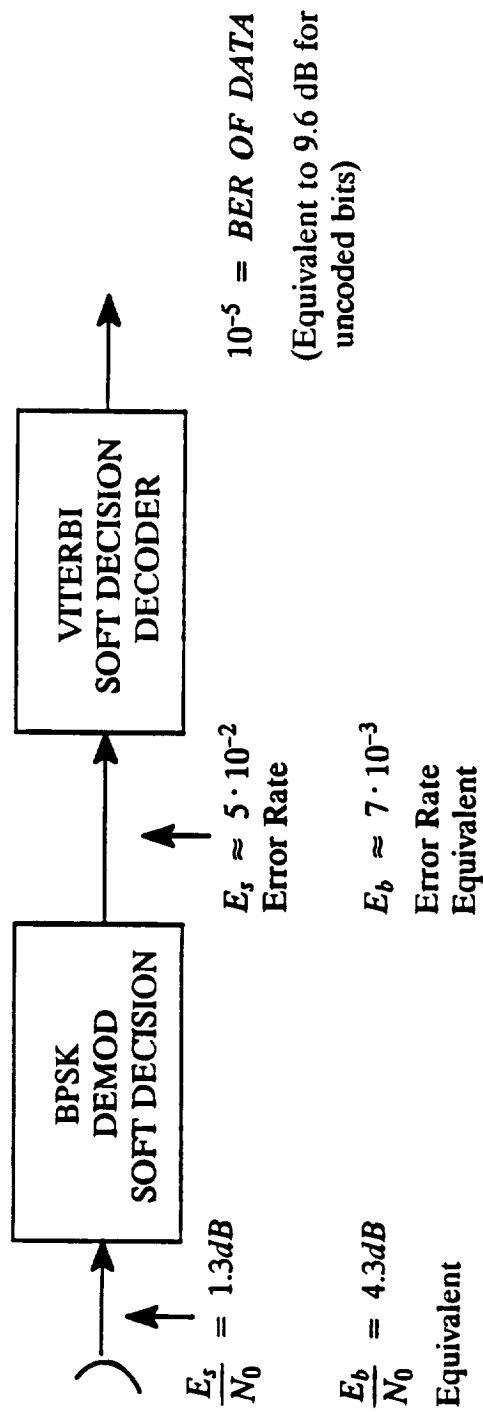 BPSK
DEMOD
SOFT DECISION
VITERBI
SOFT DECISION
DECODER
E_s/N_0 = 1.3dB
E_b/N_0 = 4.3dB
Equivalent
E_s ≈ 5 · 10^-2
Error Rate
E_b ≈ 7 · 10^-3
Error Rate
Equivalent
10^-5 = BER OF DATA
(Equivalent to 9.6 dB for
uncoded bits)